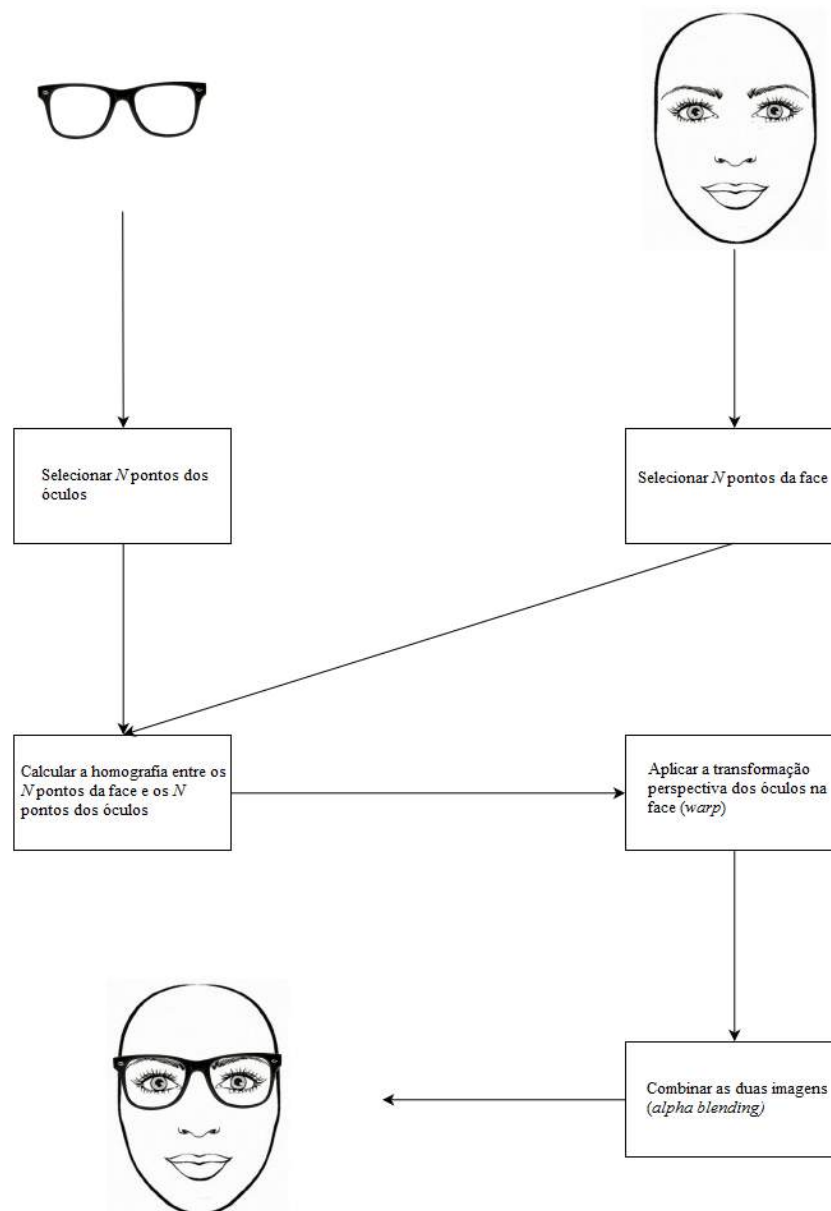 Selecionar N pontos dos
óculos
Selecionar N pontos da face
Calcular a homografia entre os
N pontos da face e os N
pontos dos óculos
Aplicar a transformação
perspectiva dos óculos na
face (warp)
Combinar as duas imagens
(alpha blending)